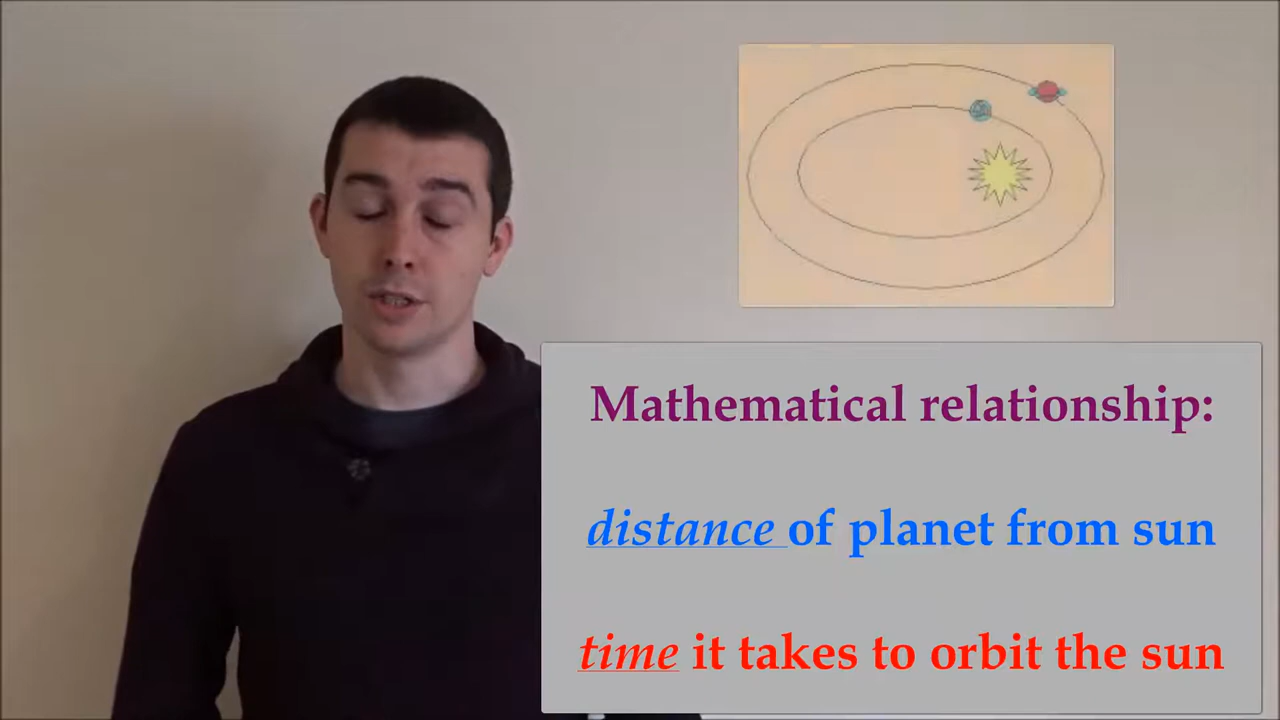 Mathematical relationship:
distance of planet from sun
time it takes to orbit the sun